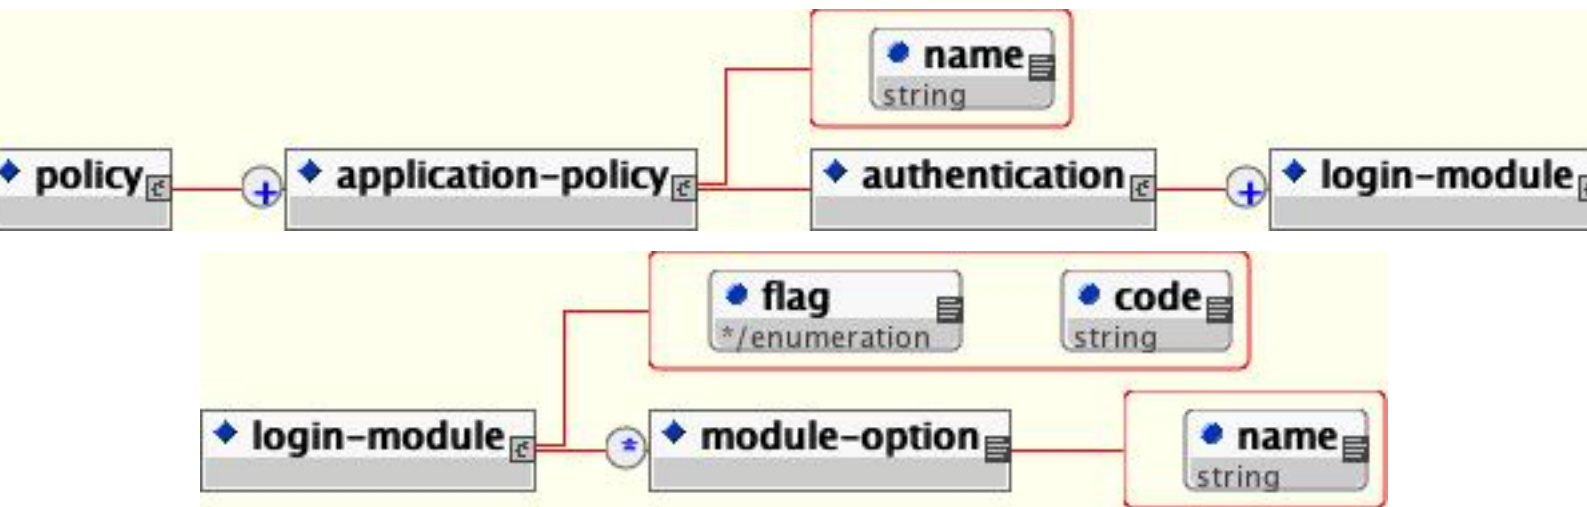 name
string
policy + application-policy authentication + login-module
flag code
*/enumeration string
login-module * module-option name
string